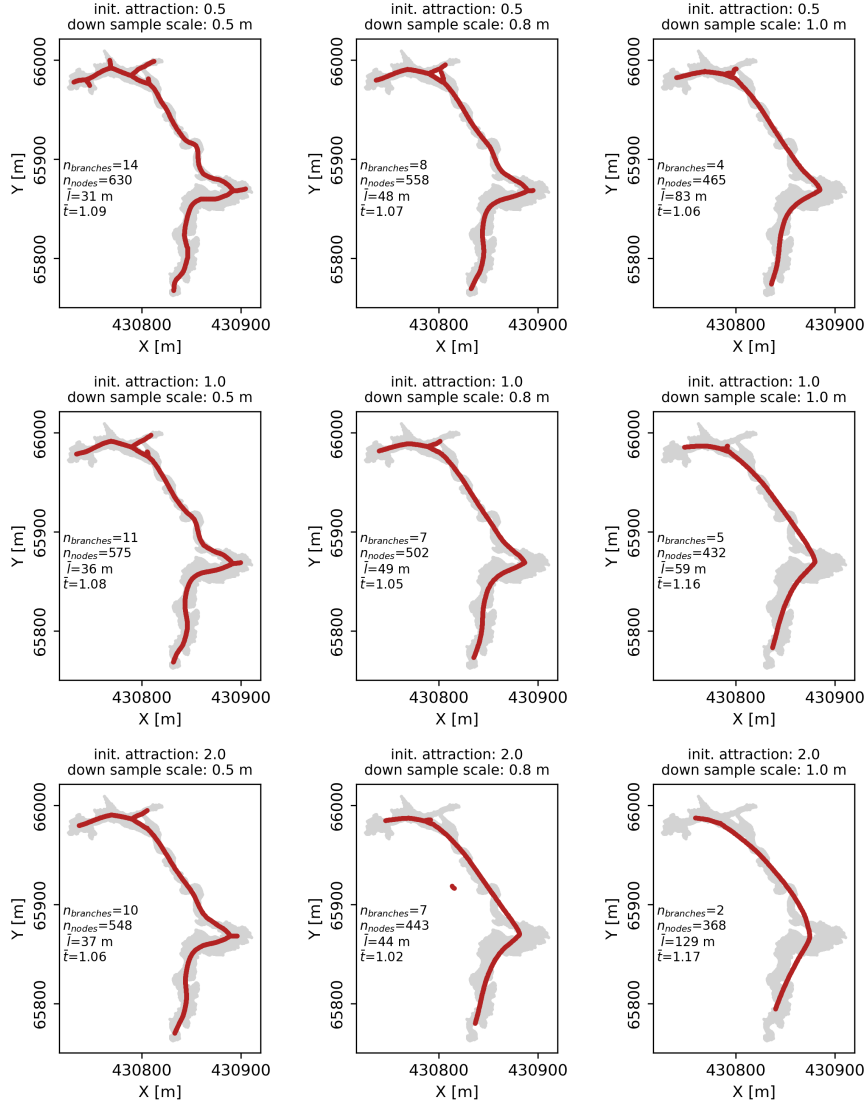 init. attraction: 0.5
down sample scale: 0.5 m
Y [m]
66000
65900
65800
n_branches=14
n_nodes=630
l̄=31 m
t̄=1.09
430800 430900
X [m]
init. attraction: 0.5
down sample scale: 0.8 m
Y [m]
66000
65900
65800
n_branches=8
n_nodes=558
l̄=48 m
t̄=1.07
430800 430900
X [m]
init. attraction: 0.5
down sample scale: 1.0 m
Y [m]
66000
65900
65800
n_branches=4
n_nodes=465
l̄=83 m
t̄=1.06
430800 430900
X [m]
init. attraction: 1.0
down sample scale: 0.5 m
Y [m]
66000
65900
65800
n_branches=11
n_nodes=575
l̄=36 m
t̄=1.08
430800 430900
X [m]
init. attraction: 1.0
down sample scale: 0.8 m
Y [m]
66000
65900
65800
n_branches=7
n_nodes=502
l̄=49 m
t̄=1.05
430800 430900
X [m]
init. attraction: 1.0
down sample scale: 1.0 m
Y [m]
66000
65900
65800
n_branches=5
n_nodes=432
l̄=59 m
t̄=1.16
430800 430900
X [m]
init. attraction: 2.0
down sample scale: 0.5 m
Y [m]
66000
65900
65800
n_branches=10
n_nodes=548
l̄=37 m
t̄=1.06
430800 430900
X [m]
init. attraction: 2.0
down sample scale: 0.8 m
Y [m]
66000
65900
65800
n_branches=7
n_nodes=443
l̄=44 m
t̄=1.02
430800 430900
X [m]
init. attraction: 2.0
down sample scale: 1.0 m
Y [m]
66000
65900
65800
n_branches=2
n_nodes=368
l̄=129 m
t̄=1.17
430800 430900
X [m]